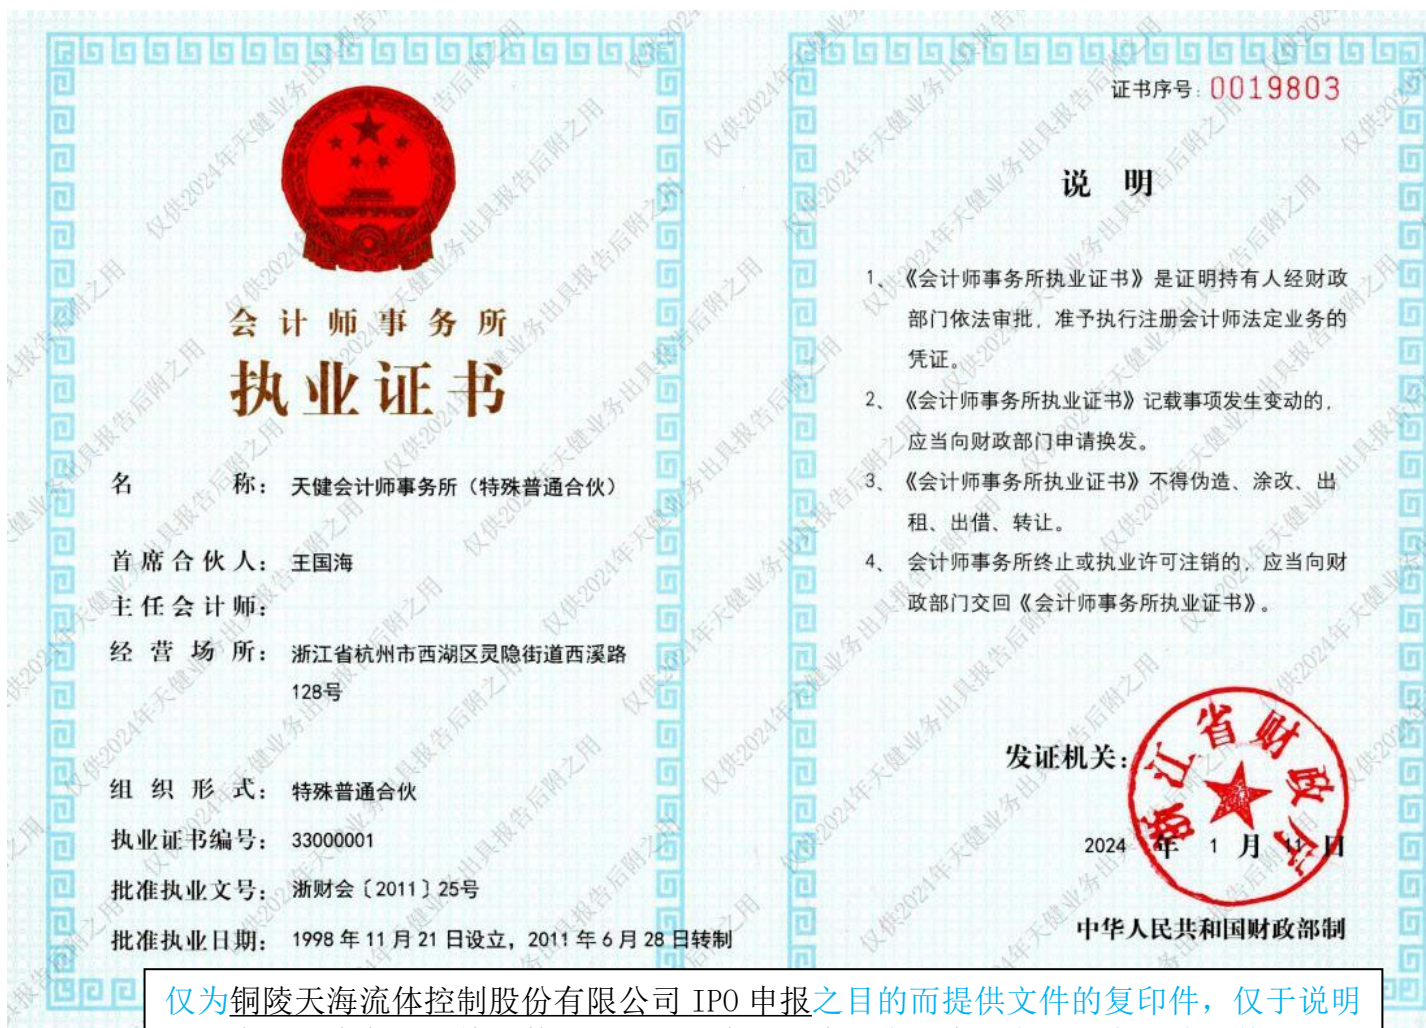 会计师事务所
执业证书
名 称： 天健会计师事务所（特殊普通合伙）
首席合伙人： 王国海
主任会计师：
经营场所： 浙江省杭州市西湖区灵隐街道西溪路
128号
组织形式： 特殊普通合伙
执业证书编号： 33000001
批准执业文号： 浙财会〔2011〕25号
批准执业日期： 1998年11月21日设立，2011年6月28日转制
证书序号：0019803
说 明
1、《会计师事务所执业证书》是证明持有人经财政
部门依法审批，准予执行注册会计师法定业务的
凭证。
2、《会计师事务所执业证书》记载事项发生变动的，
应当向财政部门申请换发。
3、《会计师事务所执业证书》不得伪造、涂改、出
租、出借、转让。
4、会计师事务所终止或执业许可注销的，应当向财
政部门交回《会计师事务所执业证书》。
发证机关：
浙江省财政厅
2024 年 1 月 11 日
中华人民共和国财政部制
仅供2024年天健业务出具报告后附之用
仅为铜陵天海流体控制股份有限公司 IPO 申报之目的而提供文件的复印件，仅于说明